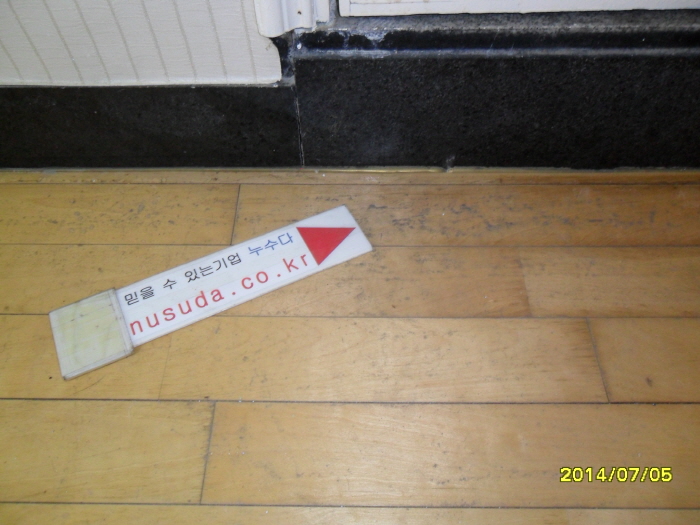 믿을 수 있는기업 누수다
nusuda.co.kr
2014/07/05